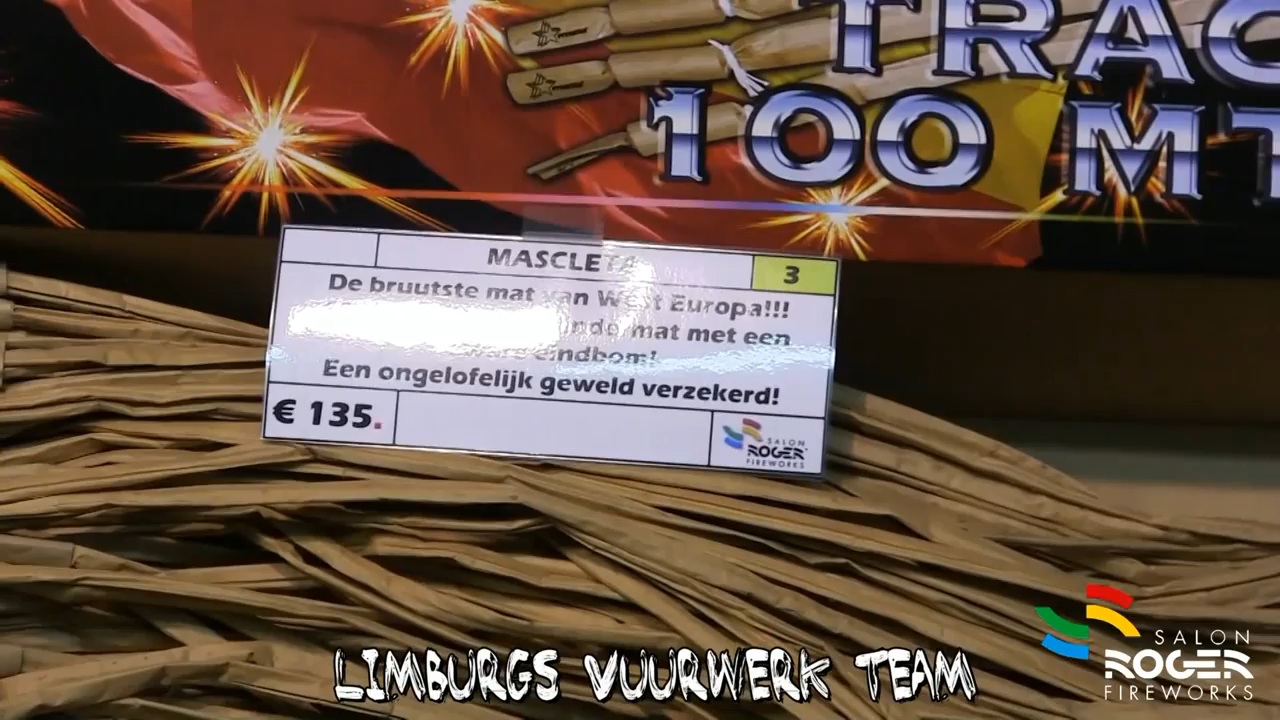 TRAC
100 MT
MASCLETA
3
De bruutste mat van West Europa!!!
mat met een
eindbom!
Een ongelofelijk geweld verzekerd!
€ 135.
SALON
ROGER
FIREWORKS
LIMBURGS VUURWERK TEAM
SALON
ROGER
FIREWORKS